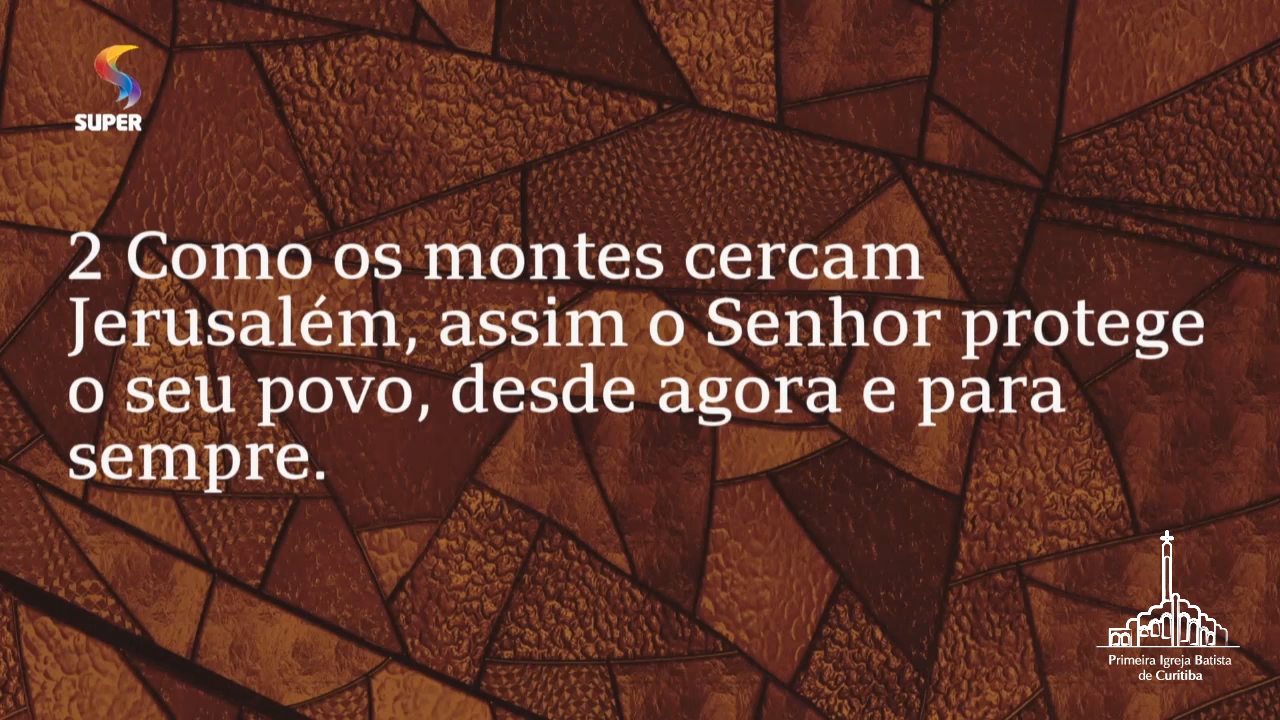 SUPER
2 Como os montes cercam
Jerusalém, assim o Senhor protege
o seu povo, desde agora e para
sempre.
Primeira Igreja Batista
de Curitiba